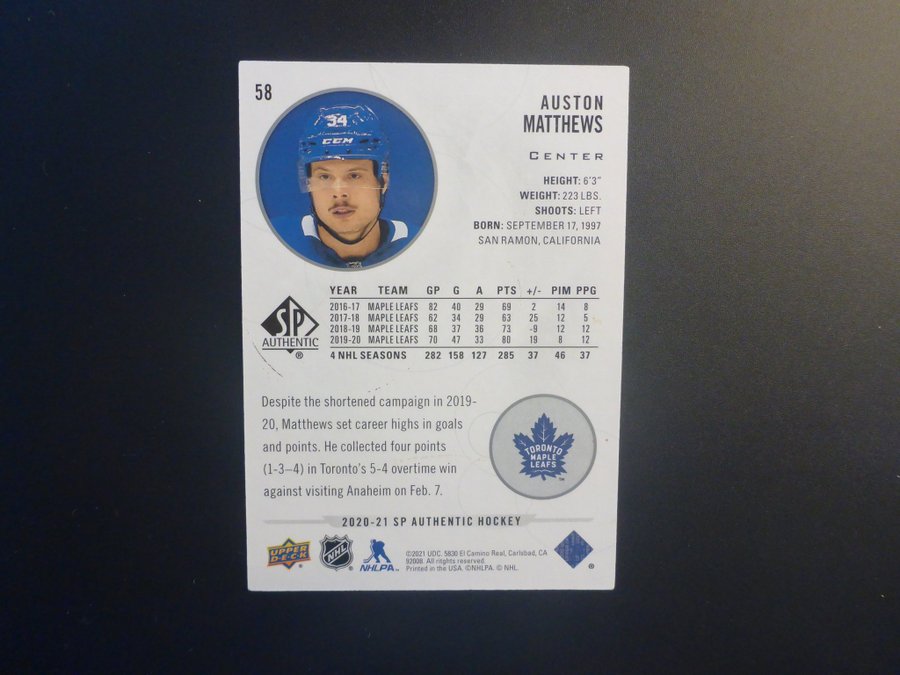 58
34
CCM
AUSTON
MATTHEWS
CENTER
HEIGHT: 6'3"
WEIGHT: 223 LBS.
SHOOTS: LEFT
BORN: SEPTEMBER 17, 1997
SAN RAMON, CALIFORNIA
YEAR TEAM GP G A PTS +/- PIM PPG
2016-17 MAPLE LEAFS 82 40 29 69 2 14 8
2017-18 MAPLE LEAFS 62 34 29 63 25 12 5
2018-19 MAPLE LEAFS 68 37 36 73 -9 12 12
2019-20 MAPLE LEAFS 70 47 33 80 19 8 12
4 NHL SEASONS 282 158 127 285 37 46 37
SP
AUTHENTIC
®
Despite the shortened campaign in 2019-
20, Matthews set career highs in goals
and points. He collected four points
(1-3–4) in Toronto's 5-4 overtime win
against visiting Anaheim on Feb. 7.
TORONTO
MAPLE
LEAFS
TM
2020-21 SP AUTHENTIC HOCKEY
UPPER
DECK
NHL
NHLPA
©2021 UDC. 5830 El Camino Real, Carlsbad, CA
92008. All rights reserved.
Printed in the USA. ©NHLPA. © NHL.
®